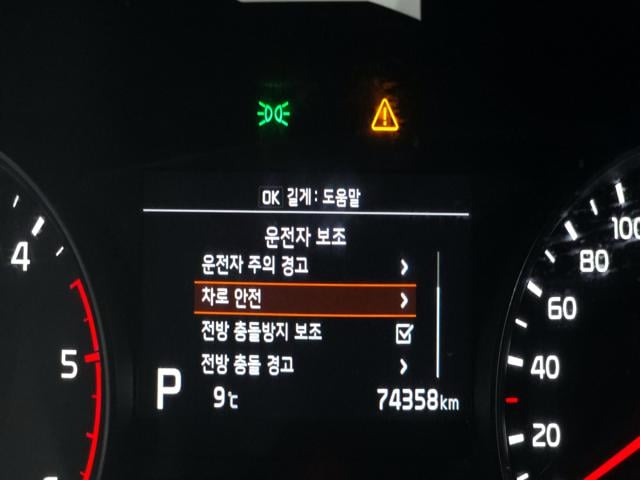 OK 길게 : 도움말
운전자 보조
운전자 주의 경고
차로 안전
전방 충돌방지 보조
전방 충돌 경고
P
9℃
74358km
4
5
100
80
60
40
20